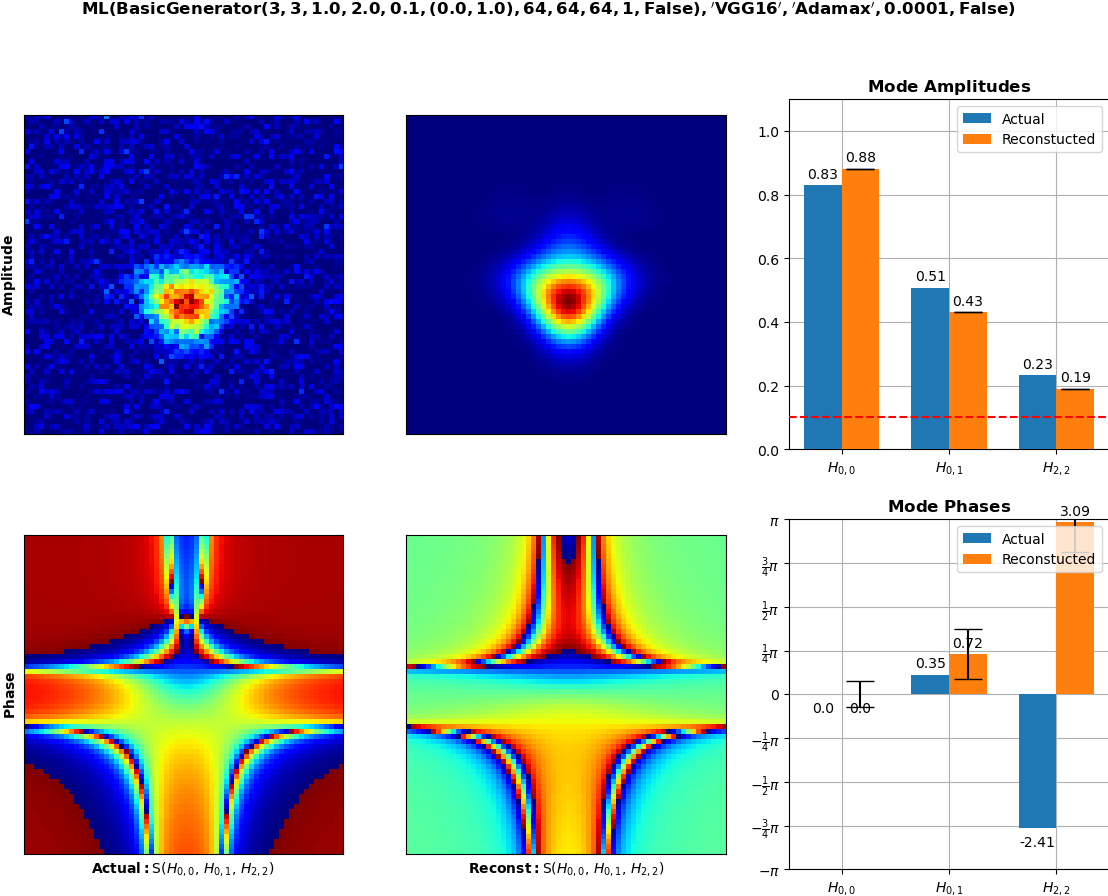 ML(BasicGenerator(3, 3, 1.0, 2.0, 0.1, (0.0, 1.0), 64, 64, 64, 1, False), 'VGG16', 'Adamax', 0.0001, False)
Amplitude
Mode Amplitudes
Actual
Reconstucted
1.0
0.8
0.6
0.4
0.2
0.0
0.83
0.88
0.51
0.43
0.23
0.19
H0,0
H0,1
H2,2
Phase
Actual: S(H0,0, H0,1, H2,2)
Reconst: S(H0,0, H0,1, H2,2)
Mode Phases
Actual
Reconstucted
π
3/4π
1/2π
1/4π
0
−1/4π
−1/2π
−3/4π
−π
0.0
0.0
0.35
0.72
-2.41
3.09
H0,0
H0,1
H2,2